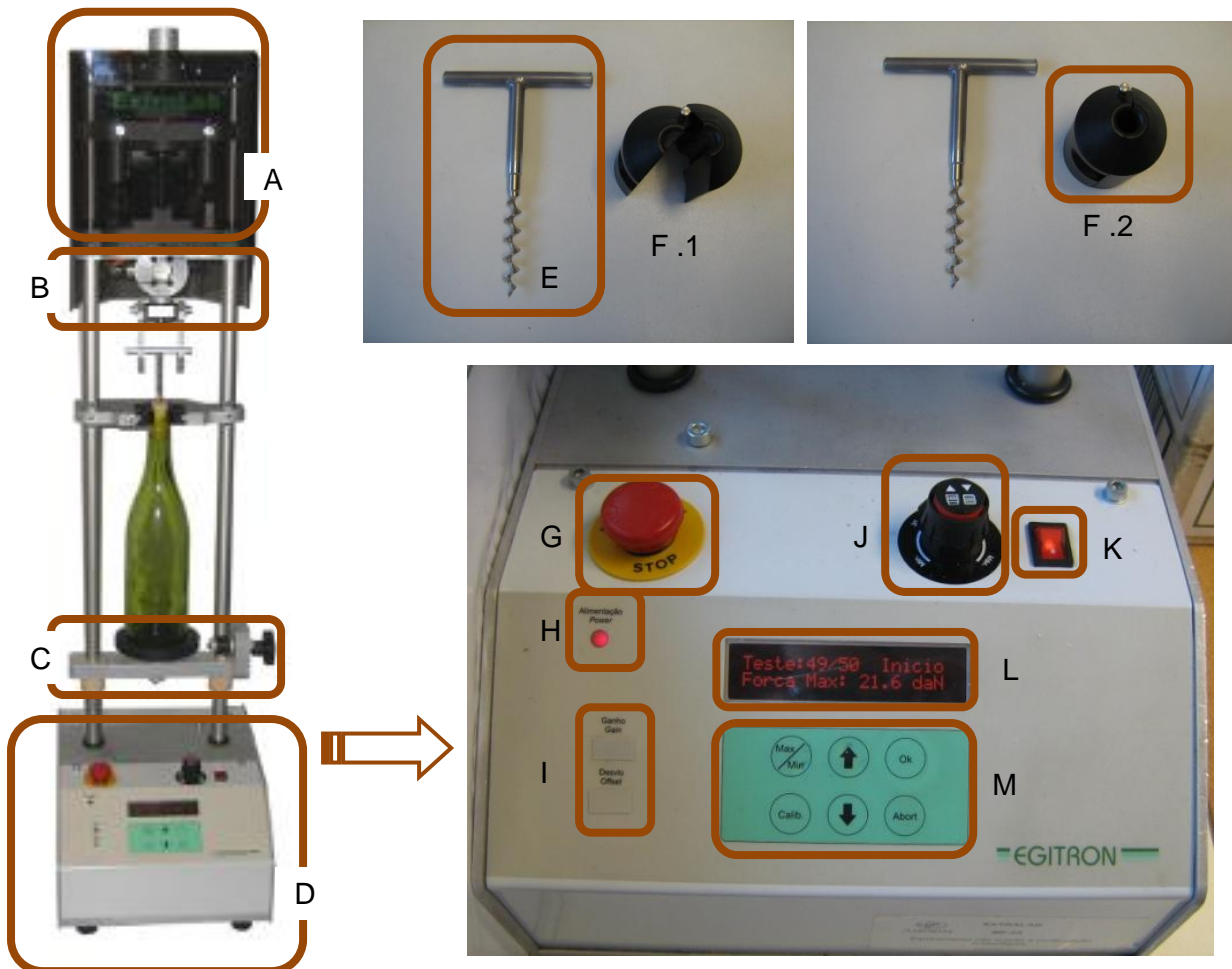 A
B
C
D
E
F .1
F .2
G
STOP
H
Alimentação
Power
I
Ganho
Gain
Desvio
Offset
J
K
L
Teste:49/50 Inicio
Forca Max: 21.6 daN
M
Max
Min
Ok
Calib.
Abort
EGITRON